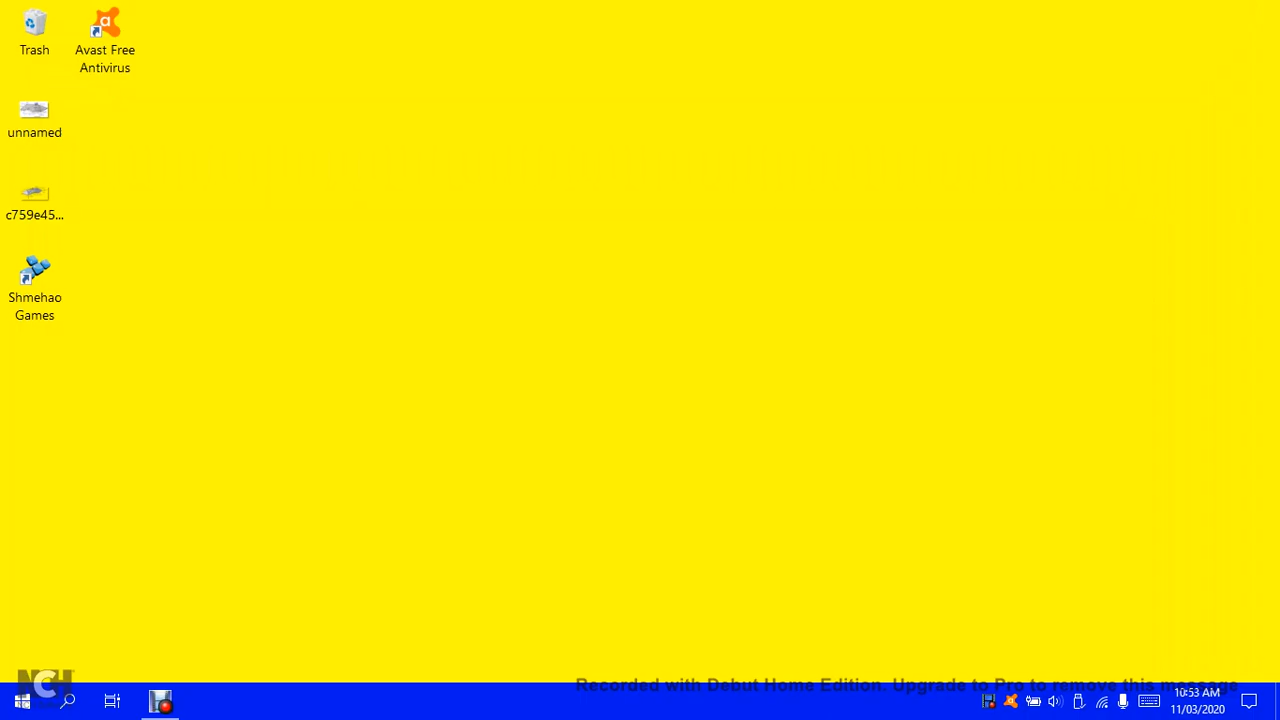 Trash
Avast Free
Antivirus
unnamed
c759e45...
Shmehao
Games
NCH
Recorded with Debut Home Edition. Upgrade to Pro to remove this message
10:53 AM
11/03/2020